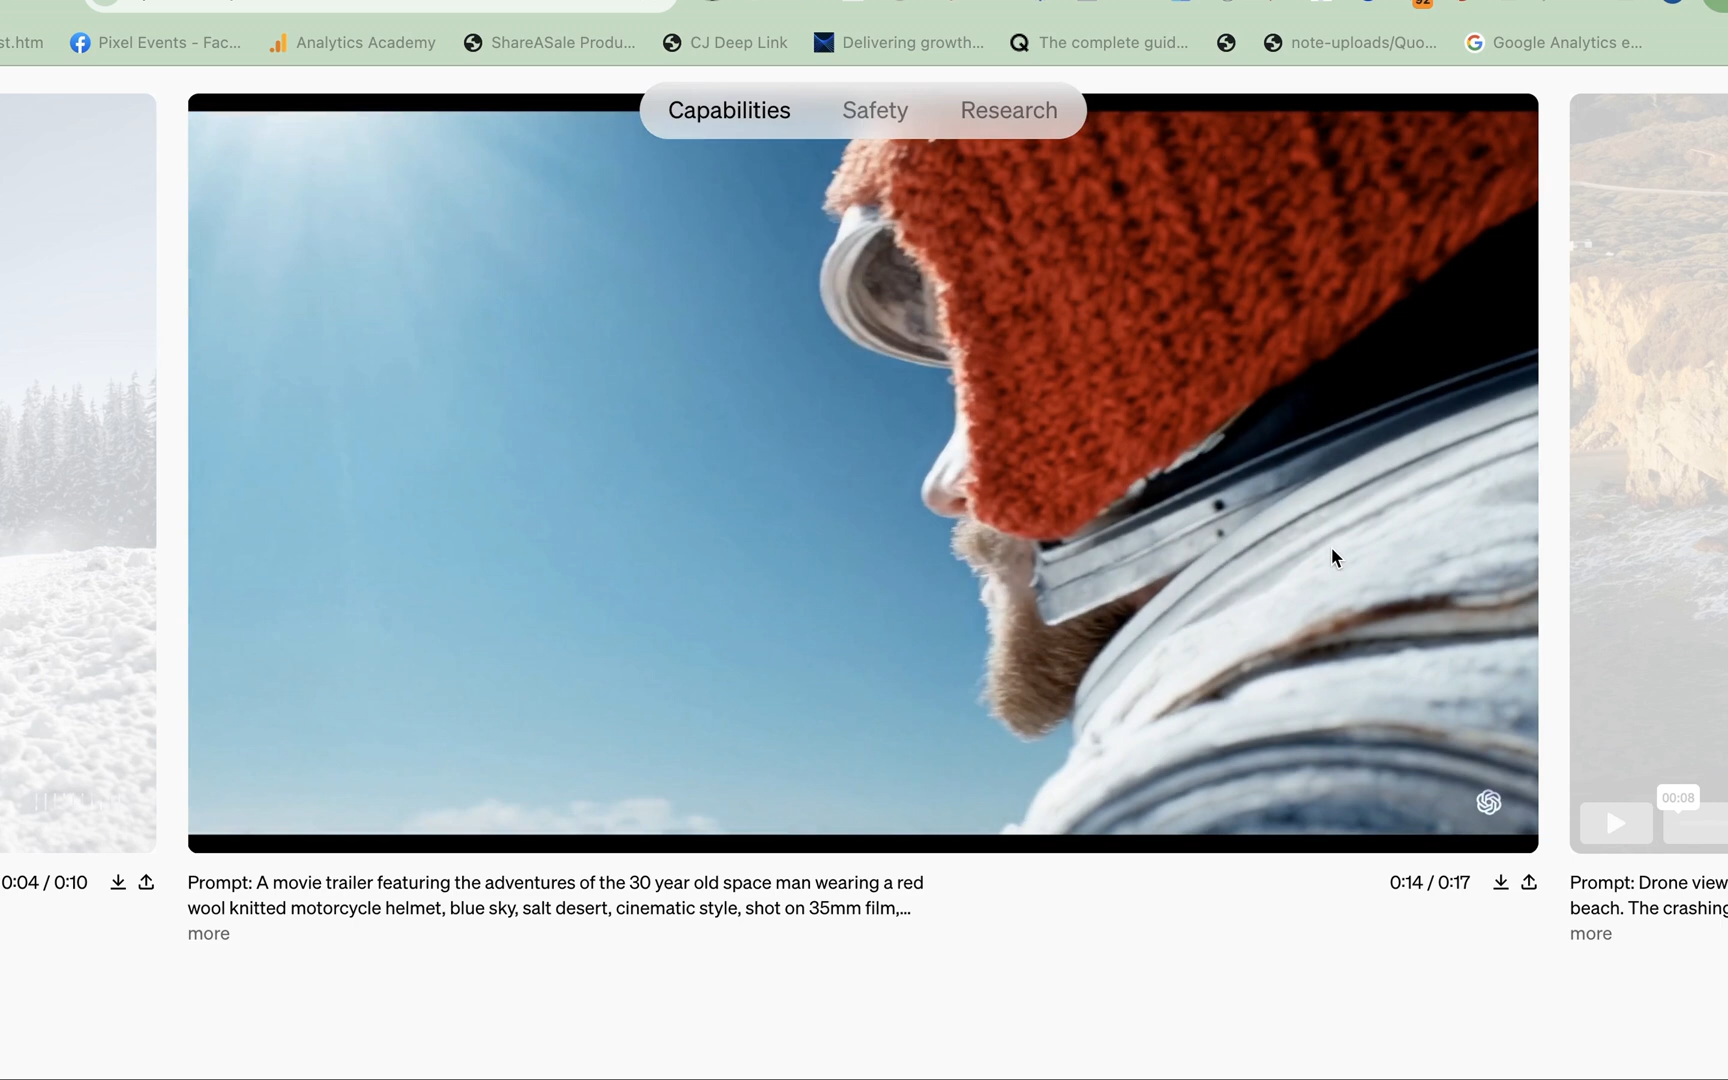 st.htm
Pixel Events - Fac...
Analytics Academy
ShareASale Produ...
CJ Deep Link
Delivering growth...
The complete guid...
note-uploads/Quo...
Google Analytics e...
Capabilities
Safety
Research
00:08
0:04 / 0:10
Prompt: A movie trailer featuring the adventures of the 30 year old space man wearing a red
wool knitted motorcycle helmet, blue sky, salt desert, cinematic style, shot on 35mm film,...
more
0:14 / 0:17
Prompt: Drone view
beach. The crashing
more